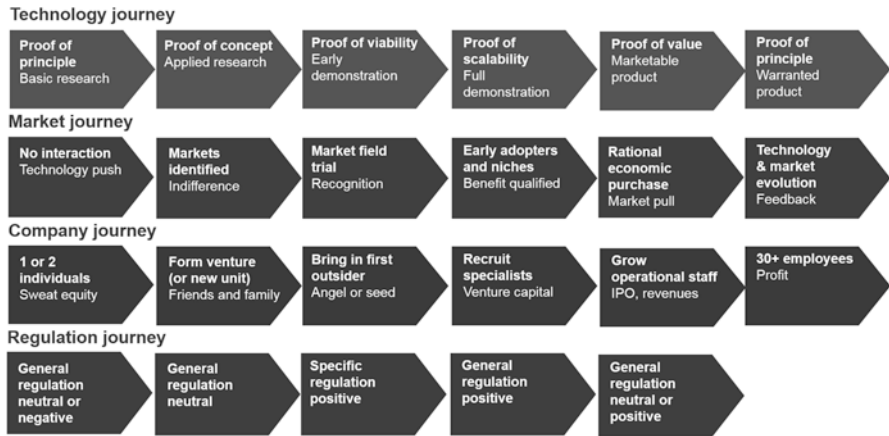 Technology journey
Proof of
principle
Basic research
Proof of concept
Applied research
Proof of viability
Early
demonstration
Proof of
scalability
Full
demonstration
Proof of value
Marketable
product
Proof of
principle
Warranted
product
Market journey
No interaction
Technology push
Markets
identified
Indifference
Market field
trial
Recognition
Early adopters
and niches
Benefit qualified
Rational
economic
purchase
Market pull
Technology
& market
evolution
Feedback
Company journey
1 or 2
individuals
Sweat equity
Form venture
(or new unit)
Friends and family
Bring in first
outsider
Angel or seed
Recruit
specialists
Venture capital
Grow
operational staff
IPO, revenues
30+ employees
Profit
Regulation journey
General
regulation
neutral or
negative
General
regulation
neutral
Specific
regulation
positive
General
regulation
positive
General
regulation
neutral or
positive